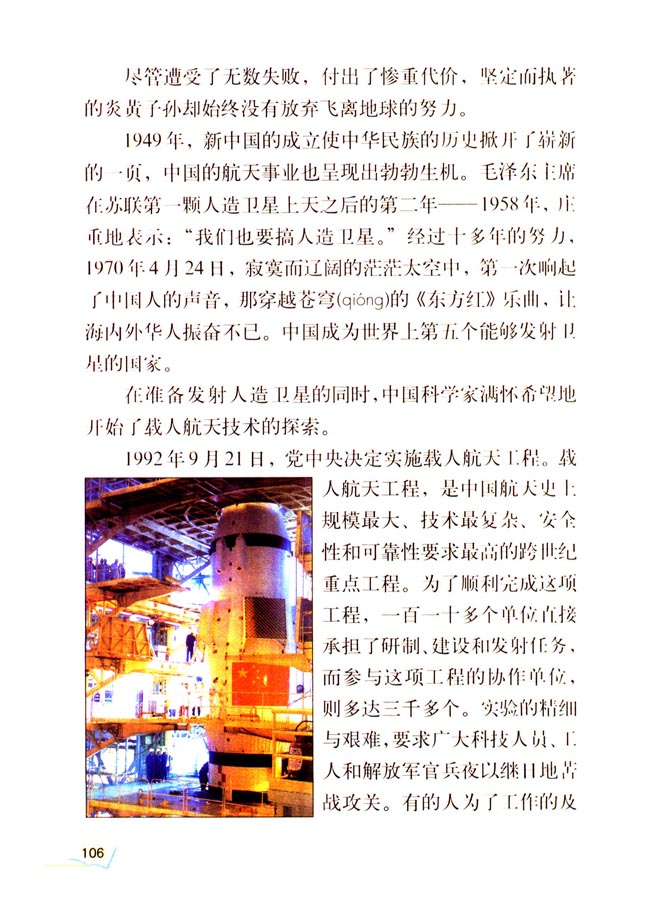 尽管遭受了无数失败，付出了惨重代价，坚定而执著
的炎黄子孙却始终没有放弃飞离地球的努力。
1949年，新中国的成立使中华民族的历史掀开了崭新
的一页，中国的航天事业也呈现出勃勃生机。毛泽东主席
在苏联第一颗人造卫星上天之后的第二年——1958年，庄
重地表示：“我们也要搞人造卫星。”经过十多年的努力，
1970年4月24日，寂寞而辽阔的茫茫太空中，第一次响起
了中国人的声音，那穿越苍穹(qióng)的《东方红》乐曲，让
海内外华人振奋不已。中国成为世界上第五个能够发射卫
星的国家。
在准备发射人造卫星的同时，中国科学家满怀希望地
开始了载人航天技术的探索。
1992年9月21日，党中央决定实施载人航天工程。载
人航天工程，是中国航天史上
规模最大、技术最复杂、安全
性和可靠性要求最高的跨世纪
重点工程。为了顺利完成这项
工程，一百一十多个单位直接
承担了研制、建设和发射任务，
而参与这项工程的协作单位，
则多达三千多个。实验的精细
与艰难，要求广大科技人员、工
人和解放军官兵夜以继日地苦
战攻关。有的人为了工作的及
106